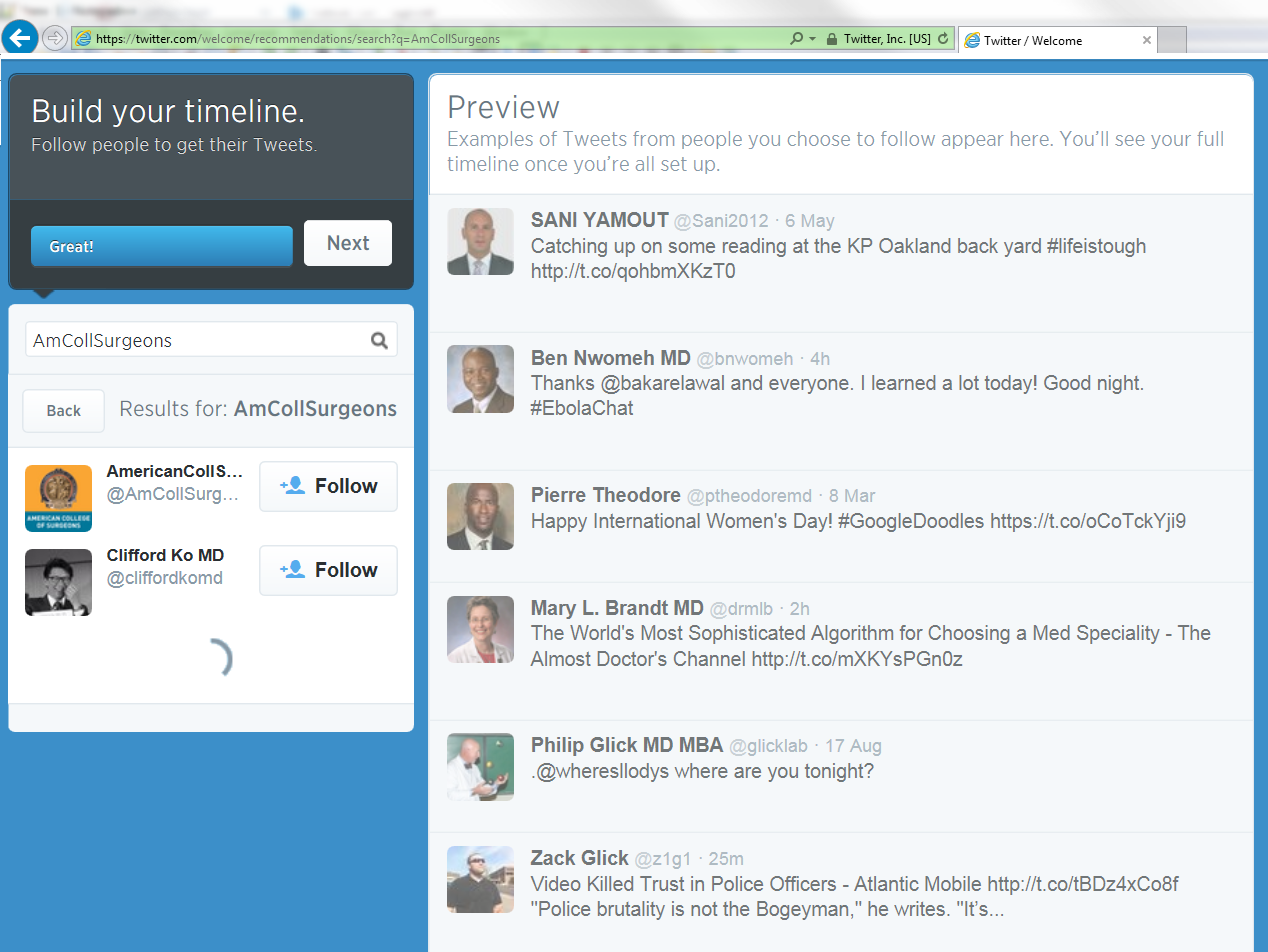 https://twitter.com/welcome/recommendations/search?q=AmCollSurgeons
Twitter, Inc. [US]
Twitter / Welcome
Build your timeline.
Follow people to get their Tweets.
Great!
Next
AmCollSurgeons
Back
Results for: AmCollSurgeons
AmericanCollS...
@AmCollSurg...
Follow
AMERICAN COLLEGE
OF SURGEONS
Clifford Ko MD
@cliffordkomd
Follow
Preview
Examples of Tweets from people you choose to follow appear here. You’ll see your full
timeline once you’re all set up.
SANI YAMOUT @Sani2012 · 6 May
Catching up on some reading at the KP Oakland back yard #lifeistough
http://t.co/qohbmXKzT0
Ben Nwomeh MD @bnwomeh · 4h
Thanks @bakarelawal and everyone. I learned a lot today! Good night.
#EbolaChat
Pierre Theodore @ptheodoremd · 8 Mar
Happy International Women's Day! #GoogleDoodles https://t.co/oCoTckYji9
Mary L. Brandt MD @drmlb · 2h
The World's Most Sophisticated Algorithm for Choosing a Med Speciality - The
Almost Doctor's Channel http://t.co/mXKYsPGn0z
Philip Glick MD MBA @glicklab · 17 Aug
.@wheresllodys where are you tonight?
Zack Glick @z1g1 · 25m
Video Killed Trust in Police Officers - Atlantic Mobile http://t.co/tBDz4xCo8f
"Police brutality is not the Bogeyman," he writes. "It’s...